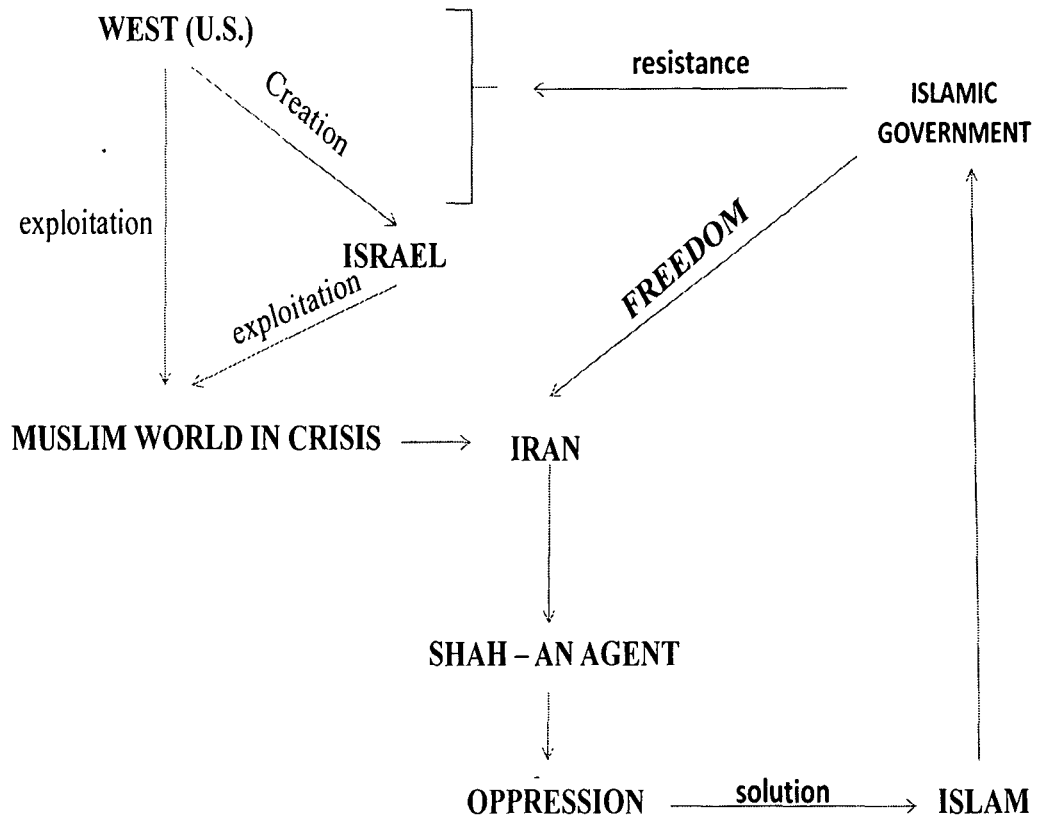 WEST (U.S.)
resistance
Creation
ISLAMIC
GOVERNMENT
exploitation
ISRAEL
FREEDOM
exploitation
MUSLIM WORLD IN CRISIS
IRAN
SHAH – AN AGENT
OPPRESSION
solution
ISLAM